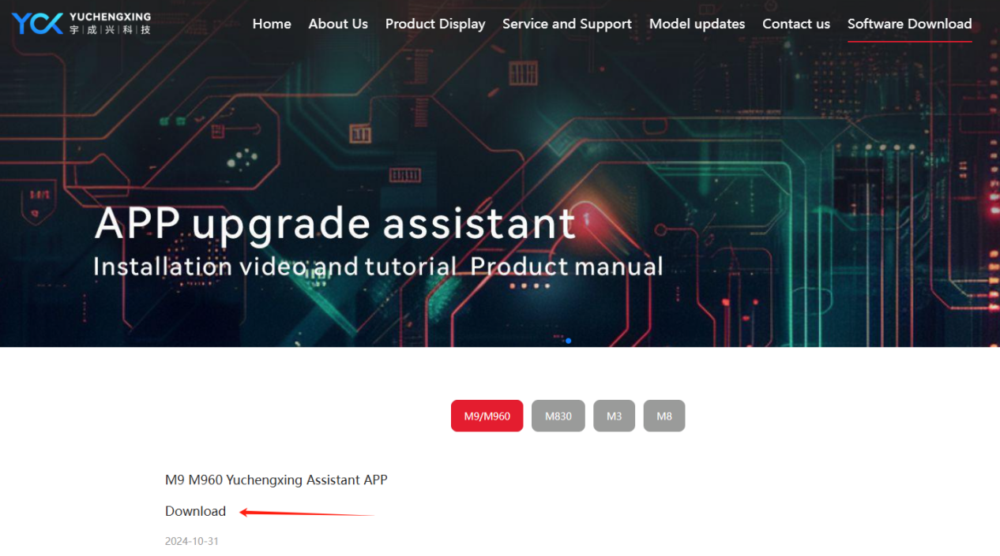 YCX YUCHENGXING
宇|成|兴|科|技
Home About Us Product Display Service and Support Model updates Contact us Software Download
APP upgrade assistant
Installation video and tutorial Product manual
M9/M960 M830 M3 M8
M9 M960 Yuchengxing Assistant APP
Download
2024-10-31